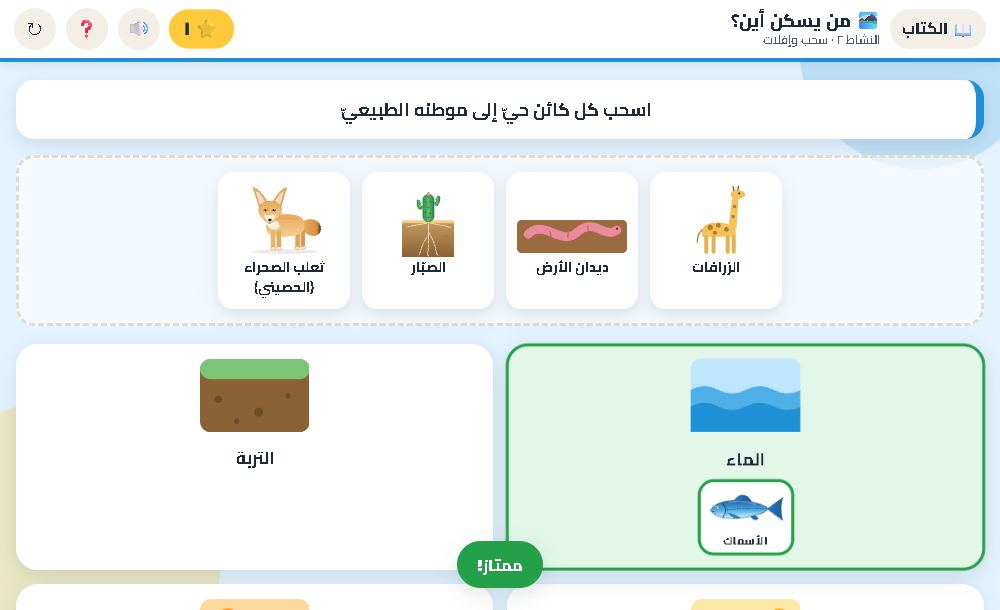 📖 الكتاب
🏞️ من يسكن أين؟
النشاط ٢ · سحب وإفلات
⭐ ١
🔊
❓
↻
اسحب كل كائن حيّ إلى موطنه الطبيعيّ
الزرافات
ديدان الأرض
الصبّار
ثعلب الصحراء
(الحصيني)
الماء
الأسماك
التربة
ممتاز!